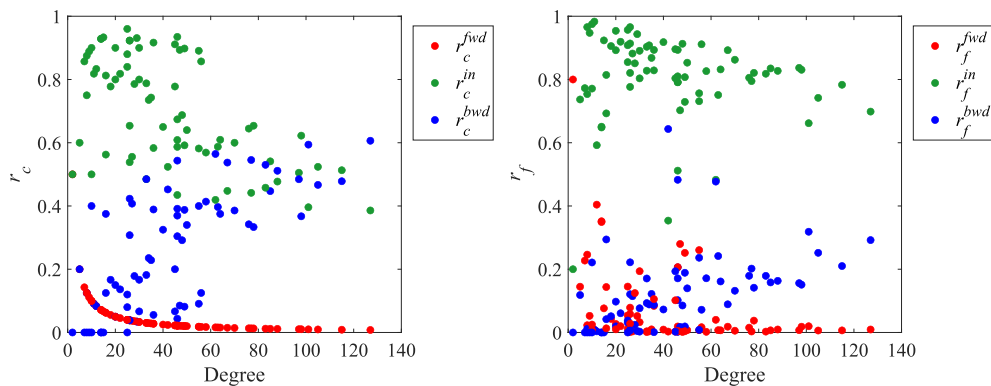 1
0.8
0.6
0.4
0.2
0
r_c
0 20 40 60 80 100 120 140
Degree
r_c^{fwd}
r_c^{in}
r_c^{bwd}
1
0.8
0.6
0.4
0.2
0
r_f
0 20 40 60 80 100 120 140
Degree
r_f^{fwd}
r_f^{in}
r_f^{bwd}